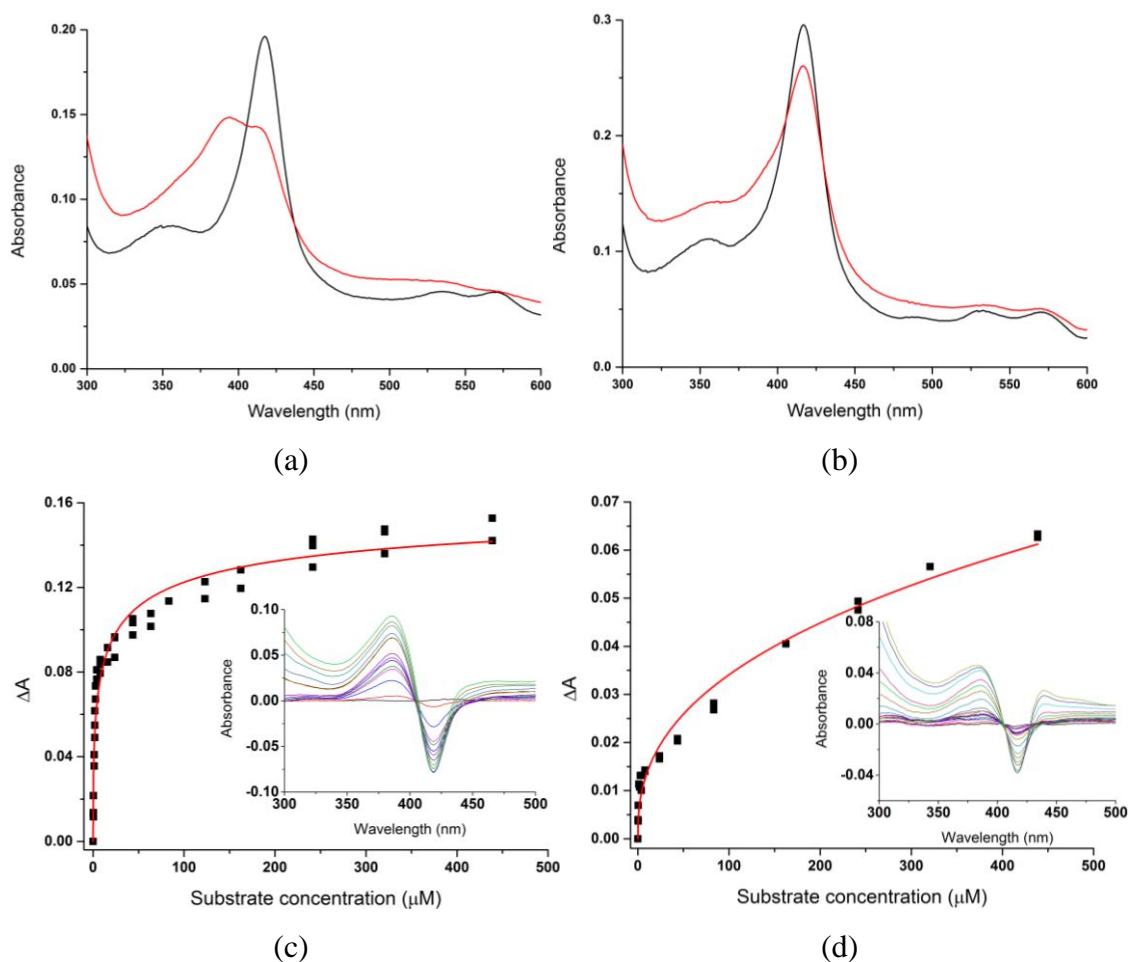 0.20
0.15
0.10
0.05
0.00
Absorbance
300 350 400 450 500 550 600
Wavelength (nm)
(a)
0.3
0.2
0.1
0.0
Absorbance
300 350 400 450 500 550 600
Wavelength (nm)
(b)
0.16
0.12
0.08
0.04
0.00
ΔA
0 100 200 300 400 500
Substrate concentration (μM)
0.10
0.05
0.00
-0.05
-0.10
Absorbance
300 350 400 450 500
Wavelength (nm)
(c)
0.07
0.06
0.05
0.04
0.03
0.02
0.01
0.00
ΔA
0 100 200 300 400 500
Substrate concentration (μM)
0.08
0.04
0.00
-0.04
Absorbance
300 350 400 450 500
Wavelength (nm)
(d)